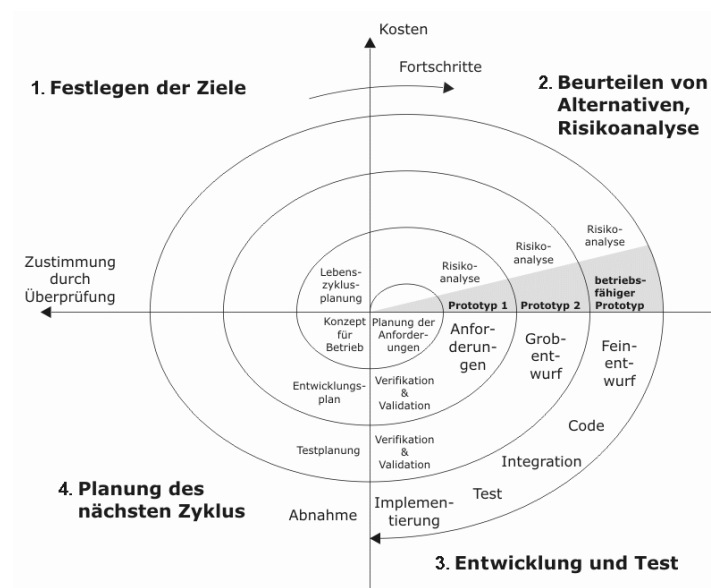 Kosten
Fortschritte
1. Festlegen der Ziele
2. Beurteilen von
Alternativen,
Risikoanalyse
Zustimmung
durch
Überprüfung
Lebens-
zyklus-
planung
Risiko-
analyse
Risiko-
analyse
Risiko-
analyse
Prototyp 1
Prototyp 2
betriebs-
fähiger
Prototyp
Konzept
für
Betrieb
Planung der
Anforder-
ungen
Anfor-
derun-
gen
Grob-
ent-
wurf
Fein-
ent-
wurf
Entwicklungs-
plan
Verifikation
&
Validation
Code
Testplanung
Verifikation
&
Validation
Integration
Test
Abnahme
Implemen-
tierung
4. Planung des
nächsten Zyklus
3. Entwicklung und Test